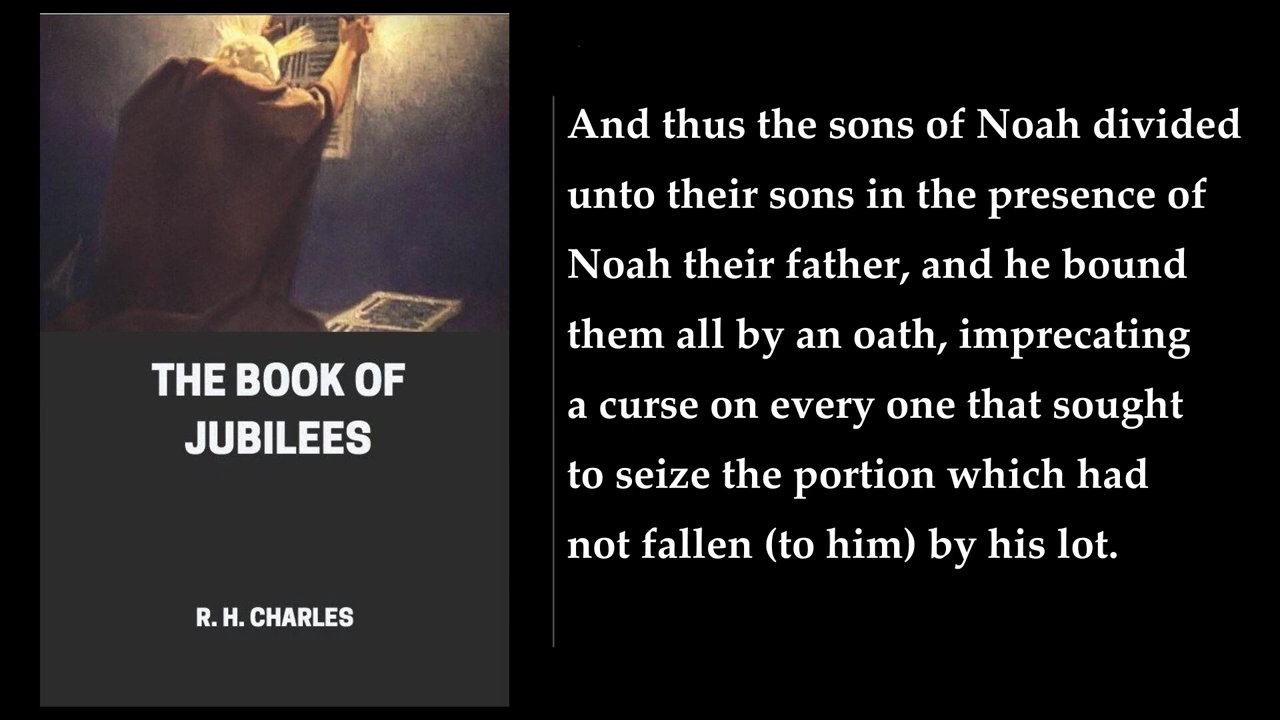 THE BOOK OF
JUBILEES
R. H. CHARLES
And thus the sons of Noah divided
unto their sons in the presence of
Noah their father, and he bound
them all by an oath, imprecating
a curse on every one that sought
to seize the portion which had
not fallen (to him) by his lot.